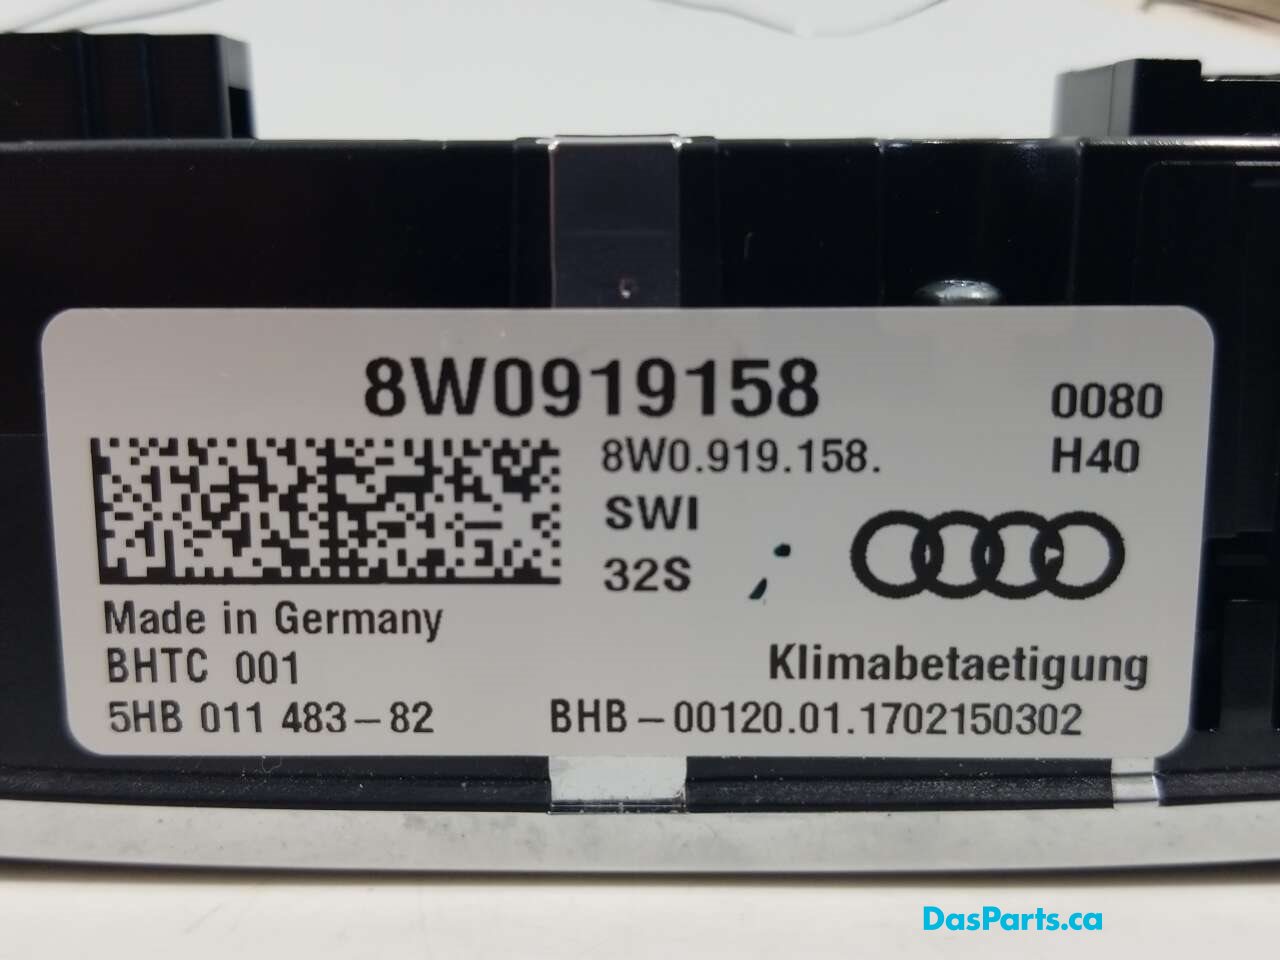 8W0919158
0080
8W0.919.158.
H40
SWI
32S
Made in Germany
BHTC 001
Klimabetaetigung
5HB 011 483-82
BHB-00120.01.1702150302
DasParts.ca